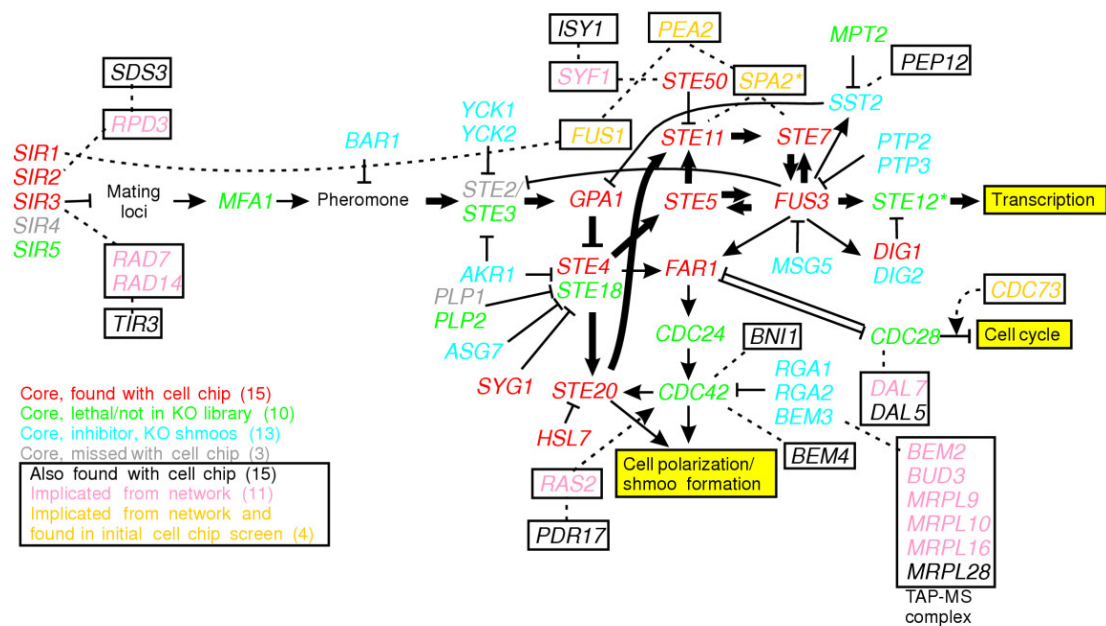 ISY1
PEA2
MPT2
SDS3
PEP12
SYF1
STE50
SPA2*
RPD3
YCK1
YCK2
SST2
BAR1
FUS1
STE11
STE7
PTP2
PTP3
SIR1
SIR2
SIR3
SIR4
SIR5
Mating
loci
MFA1
Pheromone
STE2/
STE3
GPA1
STE5
FUS3
STE12*
Transcription
RAD7
RAD14
TIR3
AKR1
PLP1
PLP2
STE4
STE18
FAR1
MSG5
DIG1
DIG2
CDC73
ASG7
CDC24
BNI1
CDC28
Cell cycle
SYG1
STE20
CDC42
RGA1
RGA2
BEM3
DAL7
DAL5
HSL7
Cell polarization/
shmoo formation
BEM4
RAS2
PDR17
BEM2
BUD3
MRPL9
MRPL10
MRPL16
MRPL28
TAP-MS
complex
Core, found with cell chip (15)
Core, lethal/not in KO library (10)
Core, inhibitor, KO shmoos (13)
Core, missed with cell chip (3)
Also found with cell chip (15)
Implicated from network (11)
Implicated from network and
found in initial cell chip screen (4)